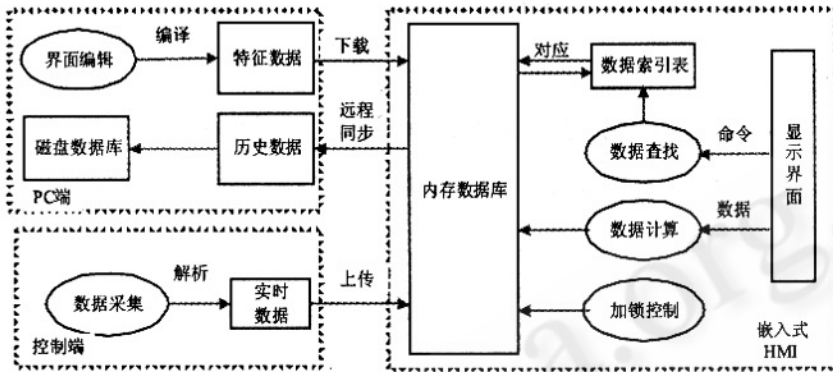 界面编辑
编译
特征数据
下载
磁盘数据库
历史数据
远程
同步
PC端
数据采集
解析
实时
数据
上传
控制端
内存数据库
对应
数据索引表
数据查找
命令
显示界面
数据计算
数据
加锁控制
嵌入式
HMI
a.org